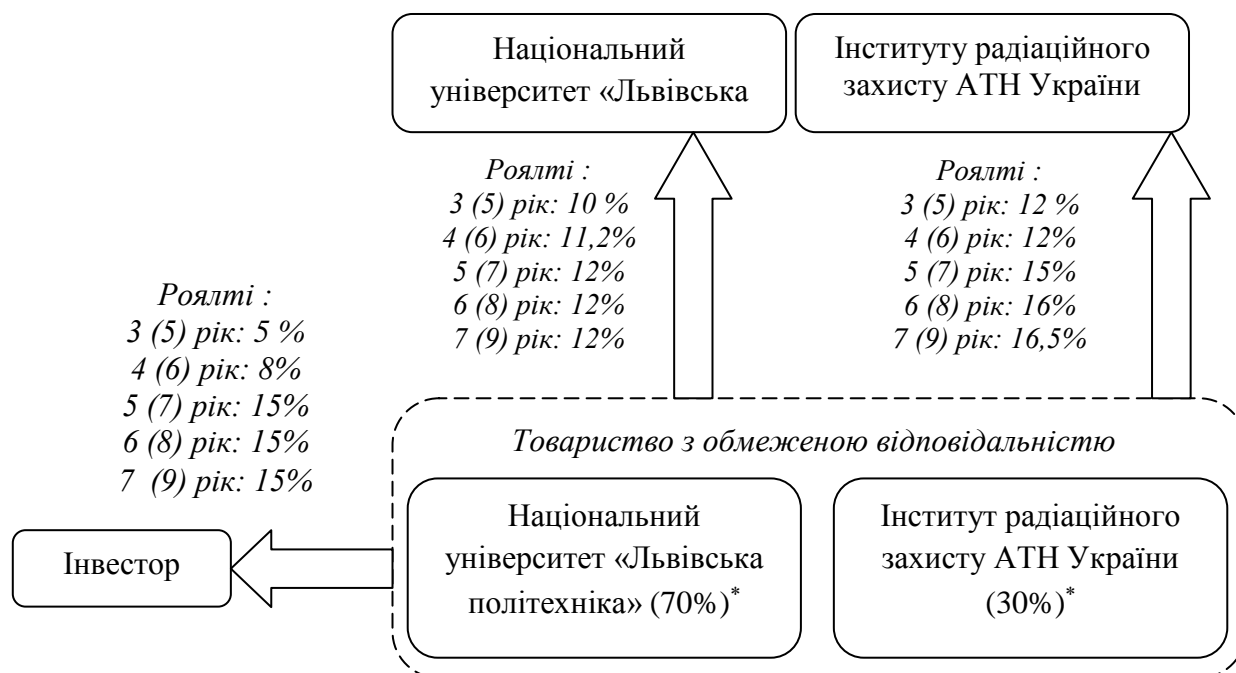 Національний
університет «Львівська
Інституту радіаційного
захисту АТН України
Роялті :
3 (5) рік: 10 %
4 (6) рік: 11,2%
5 (7) рік: 12%
6 (8) рік: 12%
7 (9) рік: 12%
Роялті :
3 (5) рік: 12 %
4 (6) рік: 12%
5 (7) рік: 15%
6 (8) рік: 16%
7 (9) рік: 16,5%
Роялті :
3 (5) рік: 5 %
4 (6) рік: 8%
5 (7) рік: 15%
6 (8) рік: 15%
7 (9) рік: 15%
Товариство з обмеженою відповідальністю
Інвестор
Національний
університет «Львівська
політехніка» (70%)*
Інститут радіаційного
захисту АТН України
(30%)*